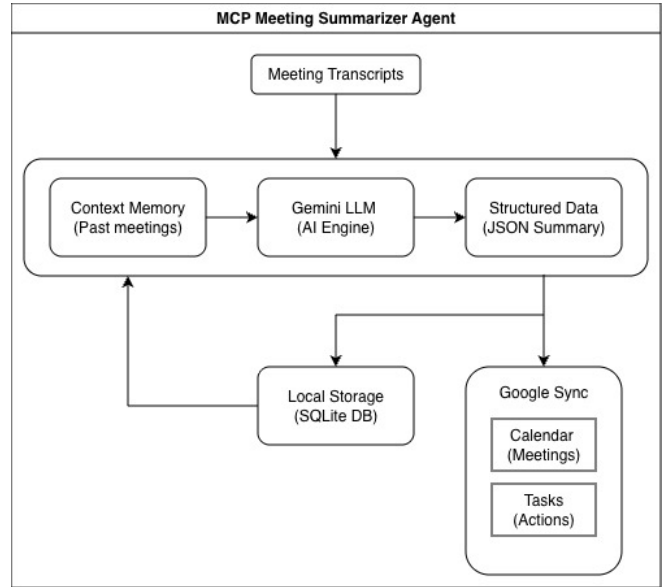 MCP Meeting Summarizer Agent
Meeting Transcripts
Context Memory
(Past meetings)
Gemini LLM
(AI Engine)
Structured Data
(JSON Summary)
Local Storage
(SQLite DB)
Google Sync
Calendar
(Meetings)
Tasks
(Actions)